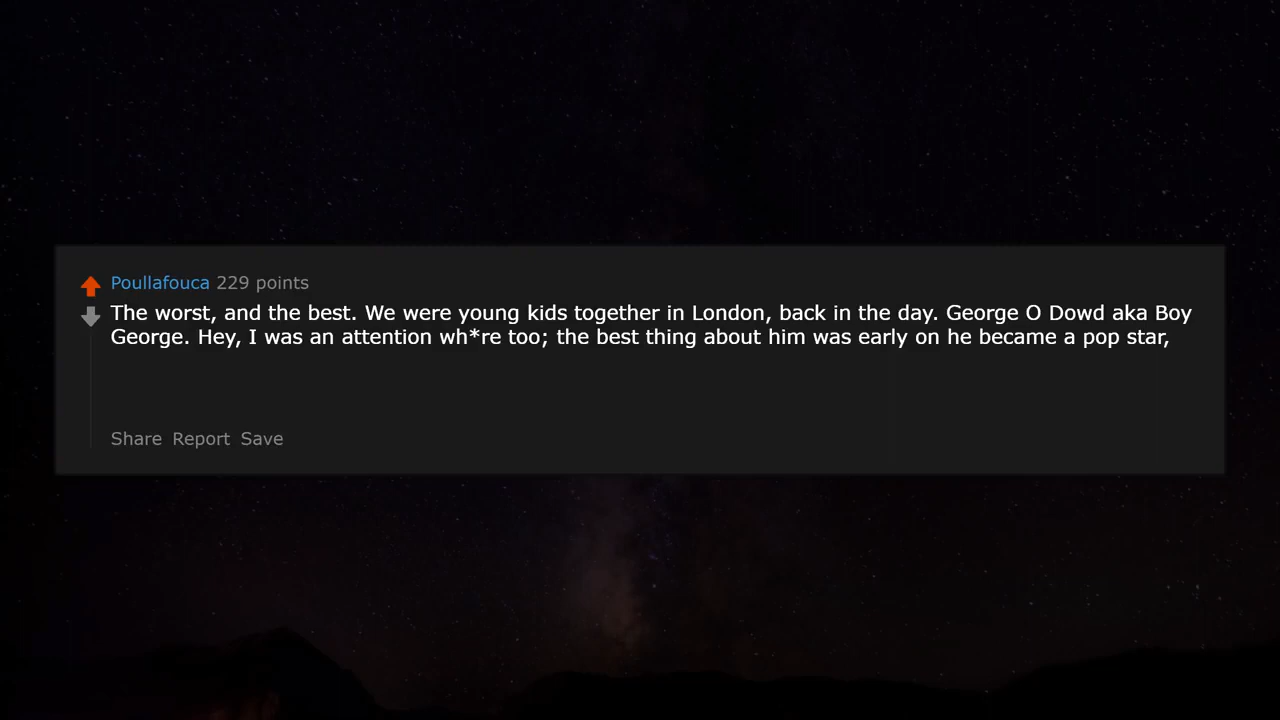 Poullafouca 229 points
The worst, and the best. We were young kids together in London, back in the day. George O Dowd aka Boy
George. Hey, I was an attention wh*re too; the best thing about him was early on he became a pop star,
Share Report Save